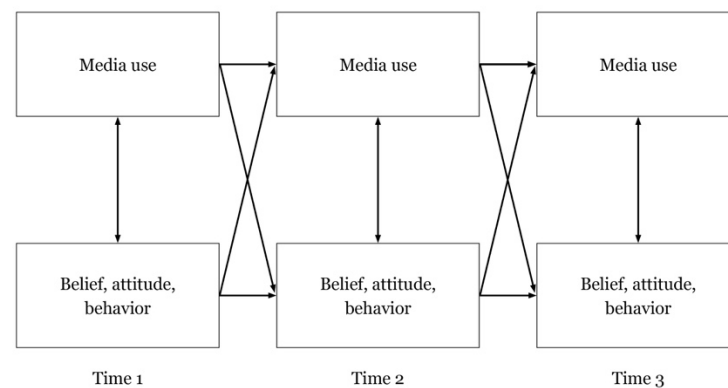 Media use
Media use
Media use
Belief, attitude,
behavior
Belief, attitude,
behavior
Belief, attitude,
behavior
Time 1
Time 2
Time 3